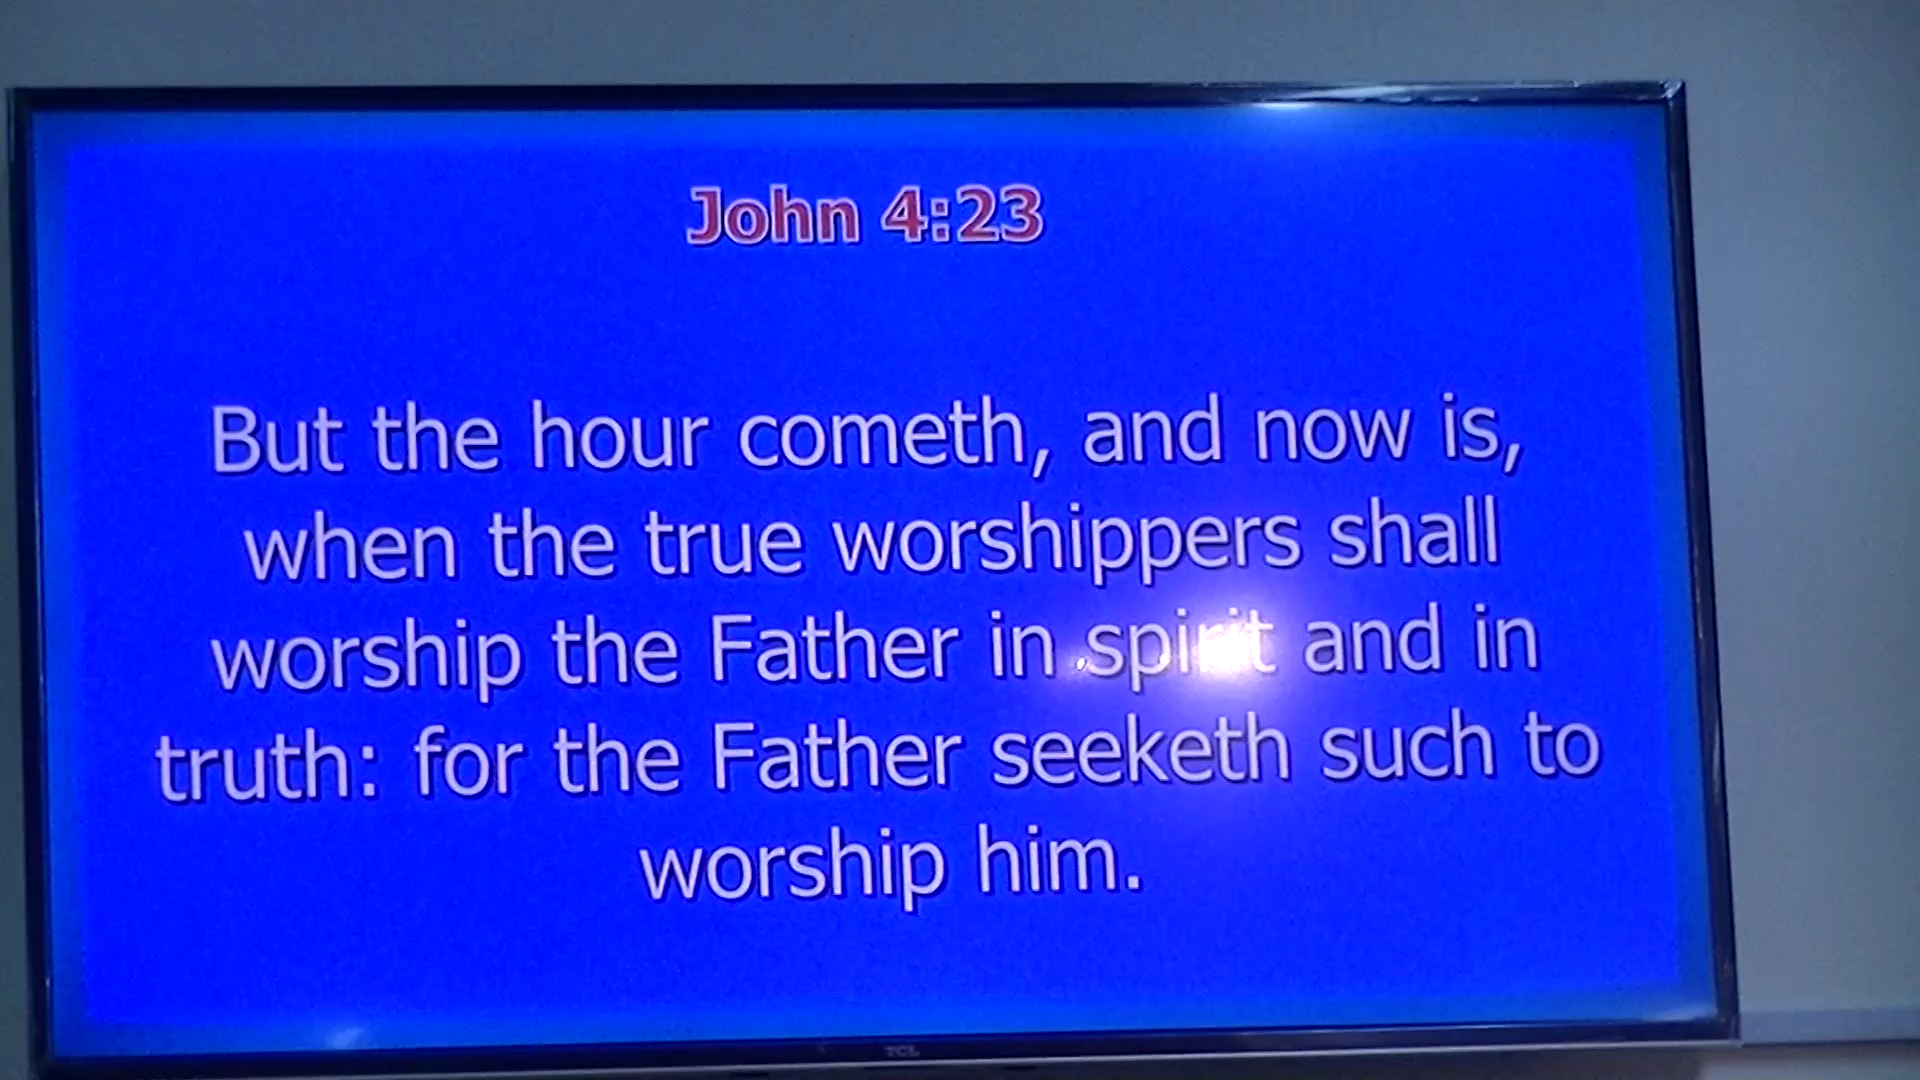 John 4:23
But the hour cometh, and now is,
when the true worshippers shall
worship the Father in spirit and in
truth: for the Father seeketh such to
worship him.
TCL